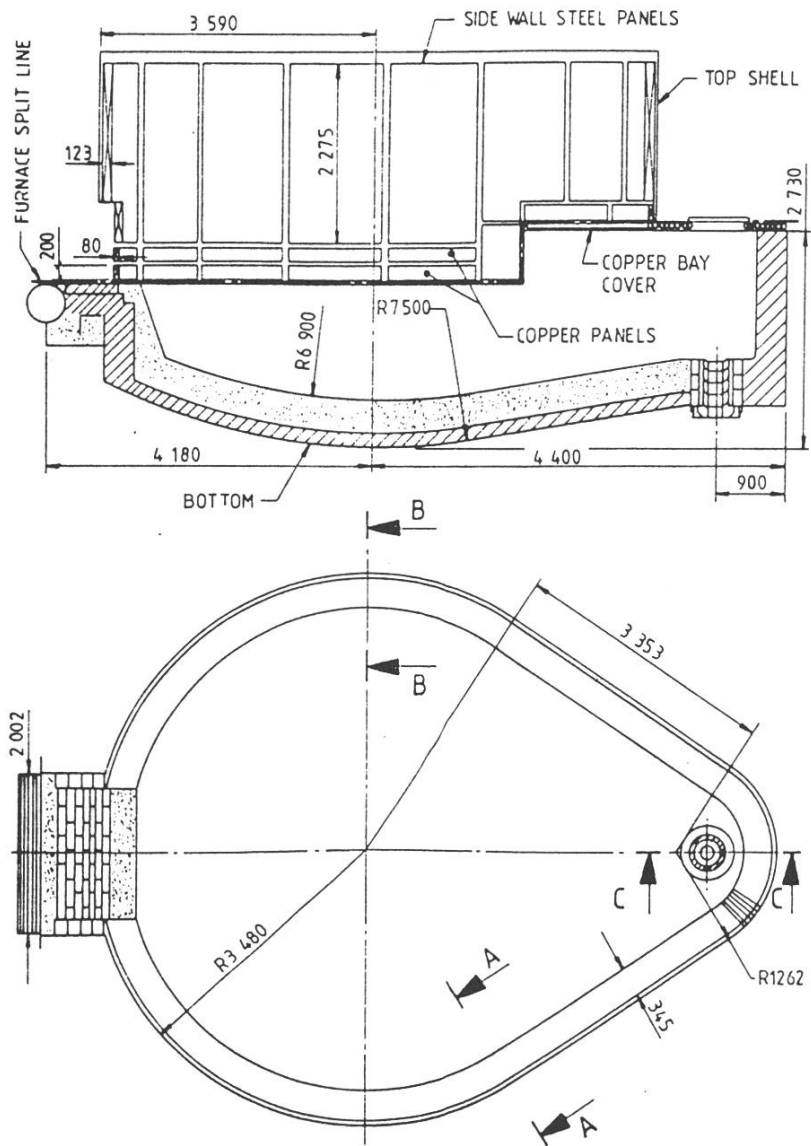 3 590
SIDE WALL STEEL PANELS
TOP SHELL
FURNACE SPLIT LINE
123
2 275
2 730
200
80
COPPER BAY
COVER
R7500
COPPER PANELS
R6 900
4 180
4 400
BOTTOM
900
B
B
3 353
2 002
C
C
R3 480
A
R1262
345
A